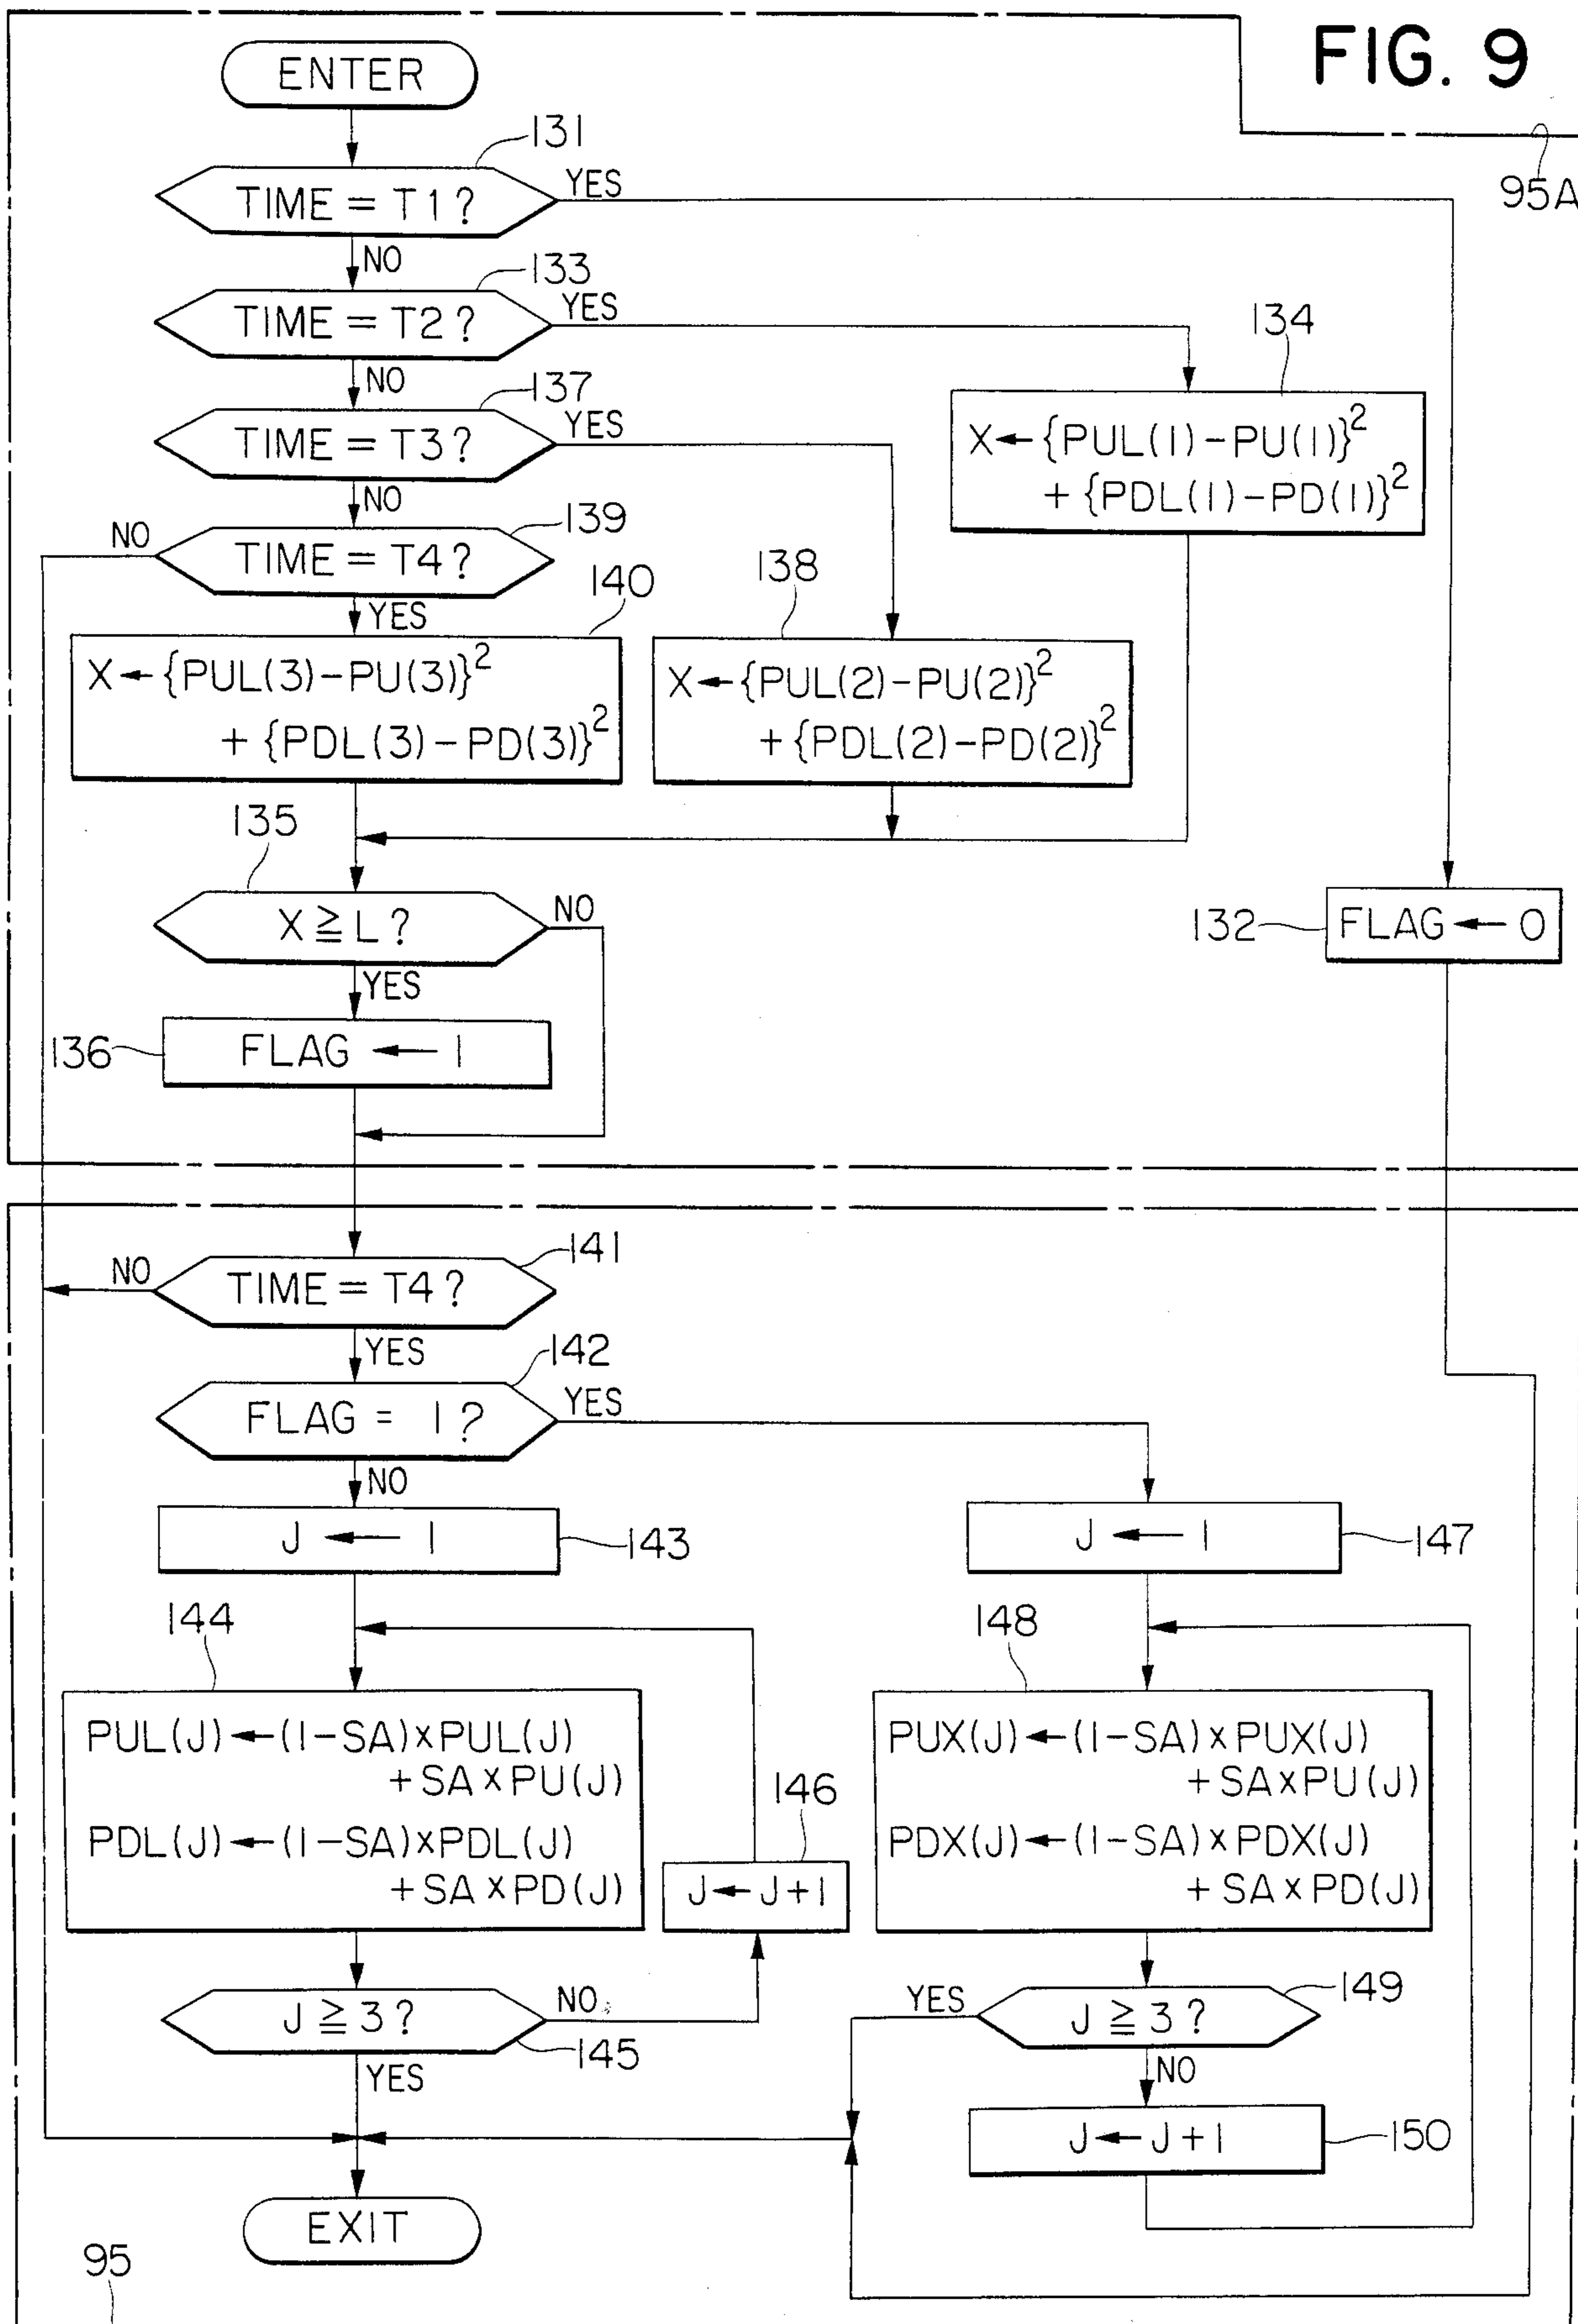 FIG. 9
95A
ENTER
131
TIME = T1?
YES
NO
133
TIME = T2?
YES
NO
134
X←{PUL(1)-PU(1)}²
+ {PDL(1)-PD(1)}²
137
TIME = T3?
YES
NO
139
NO
TIME = T4?
YES
140
X←{PUL(3)-PU(3)}²
+ {PDL(3)-PD(3)}²
138
X←{PUL(2)-PU(2)}²
+ {PDL(2)-PD(2)}²
135
X ≧ L?
NO
YES
132
FLAG ← 0
136
FLAG ← 1
141
NO
TIME = T4?
YES
142
FLAG = 1?
YES
NO
J ← 1
143
J ← 1
147
144
PUL(J)←(1-SA)×PUL(J)
+SA×PU(J)
PDL(J)←(1-SA)×PDL(J)
+SA×PD(J)
146
J←J+1
148
PUX(J)←(1-SA)×PUX(J)
+SA×PU(J)
PDX(J)←(1-SA)×PDX(J)
+SA×PD(J)
J ≧ 3?
NO
145
YES
YES
J ≧ 3?
149
NO
J←J+1
150
EXIT
95